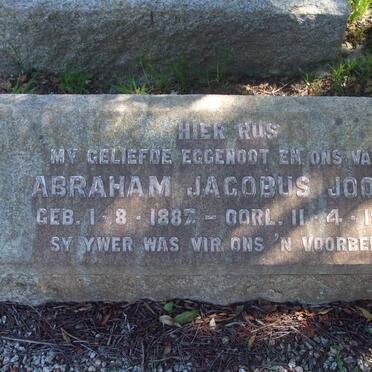 HIER RUS
MY GELIEFDE EGGENOOT EN ONS VA
ABRAHAM JACOBUS JOO
GEB. 1-8-1887 - OORL. 11-4-1
SY YWER WAS VIR ONS 'N VOORBE